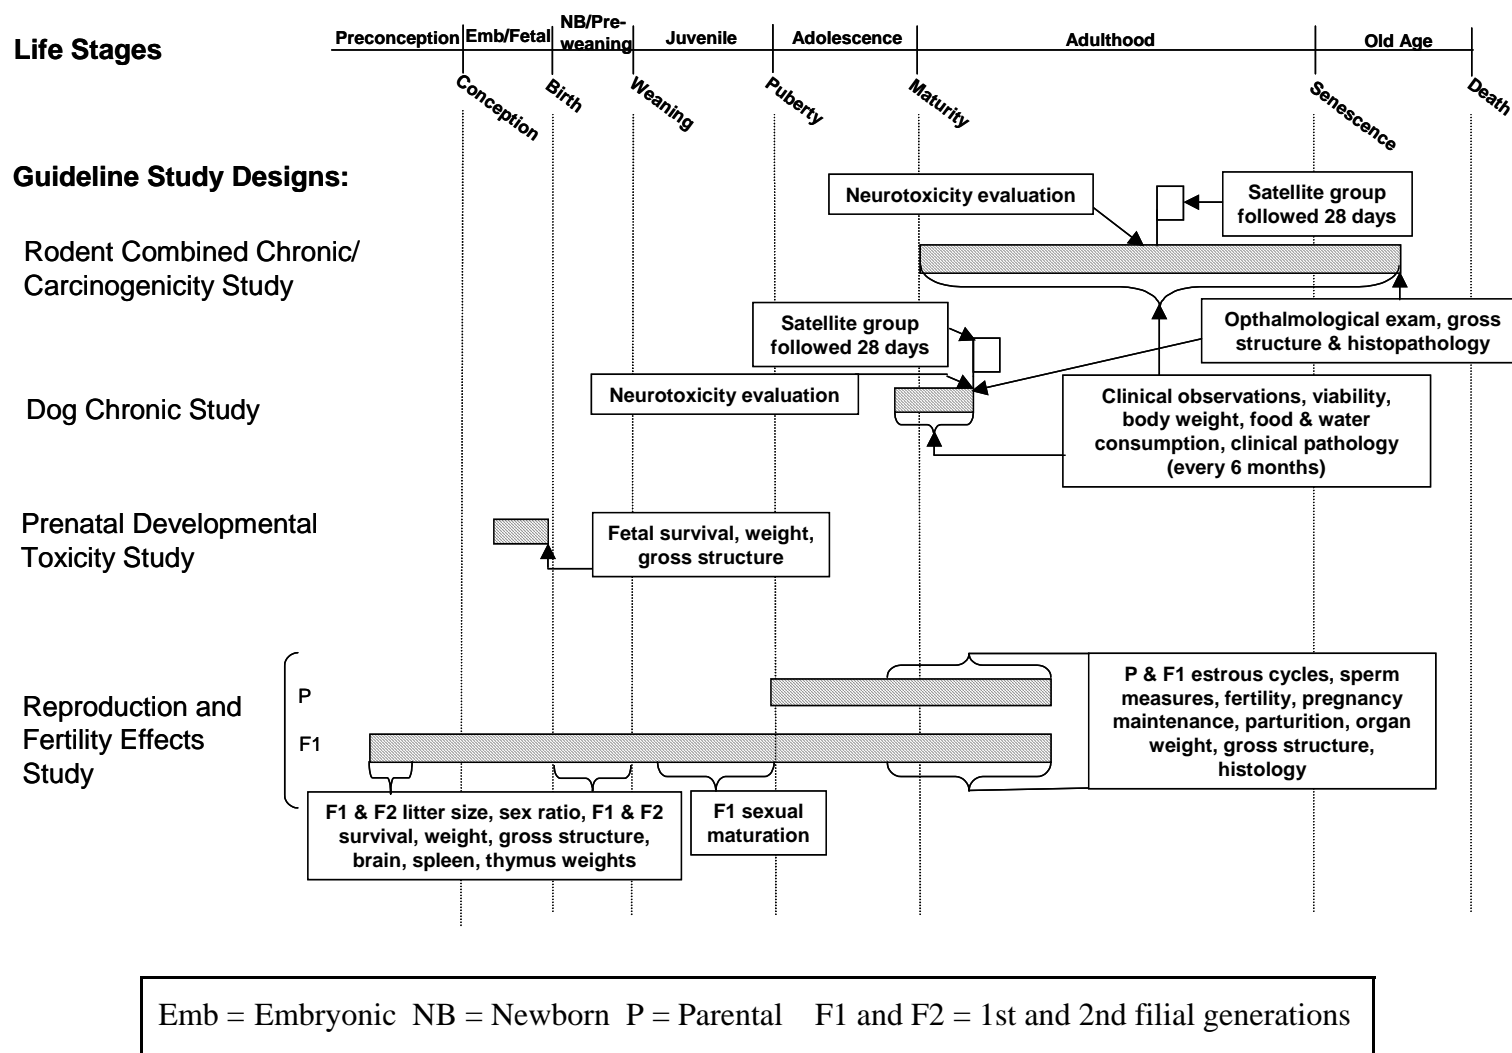 Life Stages
Preconception
Emb/Fetal
NB/Pre-
weaning
Juvenile
Adolescence
Adulthood
Old Age
Conception
Birth
Weaning
Puberty
Maturity
Senescence
Death
Guideline Study Designs:
Rodent Combined Chronic/
Carcinogenicity Study
Neurotoxicity evaluation
Satellite group
followed 28 days
Opthalmological exam, gross
structure & histopathology
Satellite group
followed 28 days
Neurotoxicity evaluation
Dog Chronic Study
Clinical observations, viability,
body weight, food & water
consumption, clinical pathology
(every 6 months)
Prenatal Developmental
Toxicity Study
Fetal survival, weight,
gross structure
Reproduction and
Fertility Effects
Study
P
F1
P & F1 estrous cycles, sperm
measures, fertility, pregnancy
maintenance, parturition, organ
weight, gross structure,
histology
F1 & F2 litter size, sex ratio, F1 & F2
survival, weight, gross structure,
brain, spleen, thymus weights
F1 sexual
maturation
Emb = Embryonic NB = Newborn P = Parental F1 and F2 = 1st and 2nd filial generations